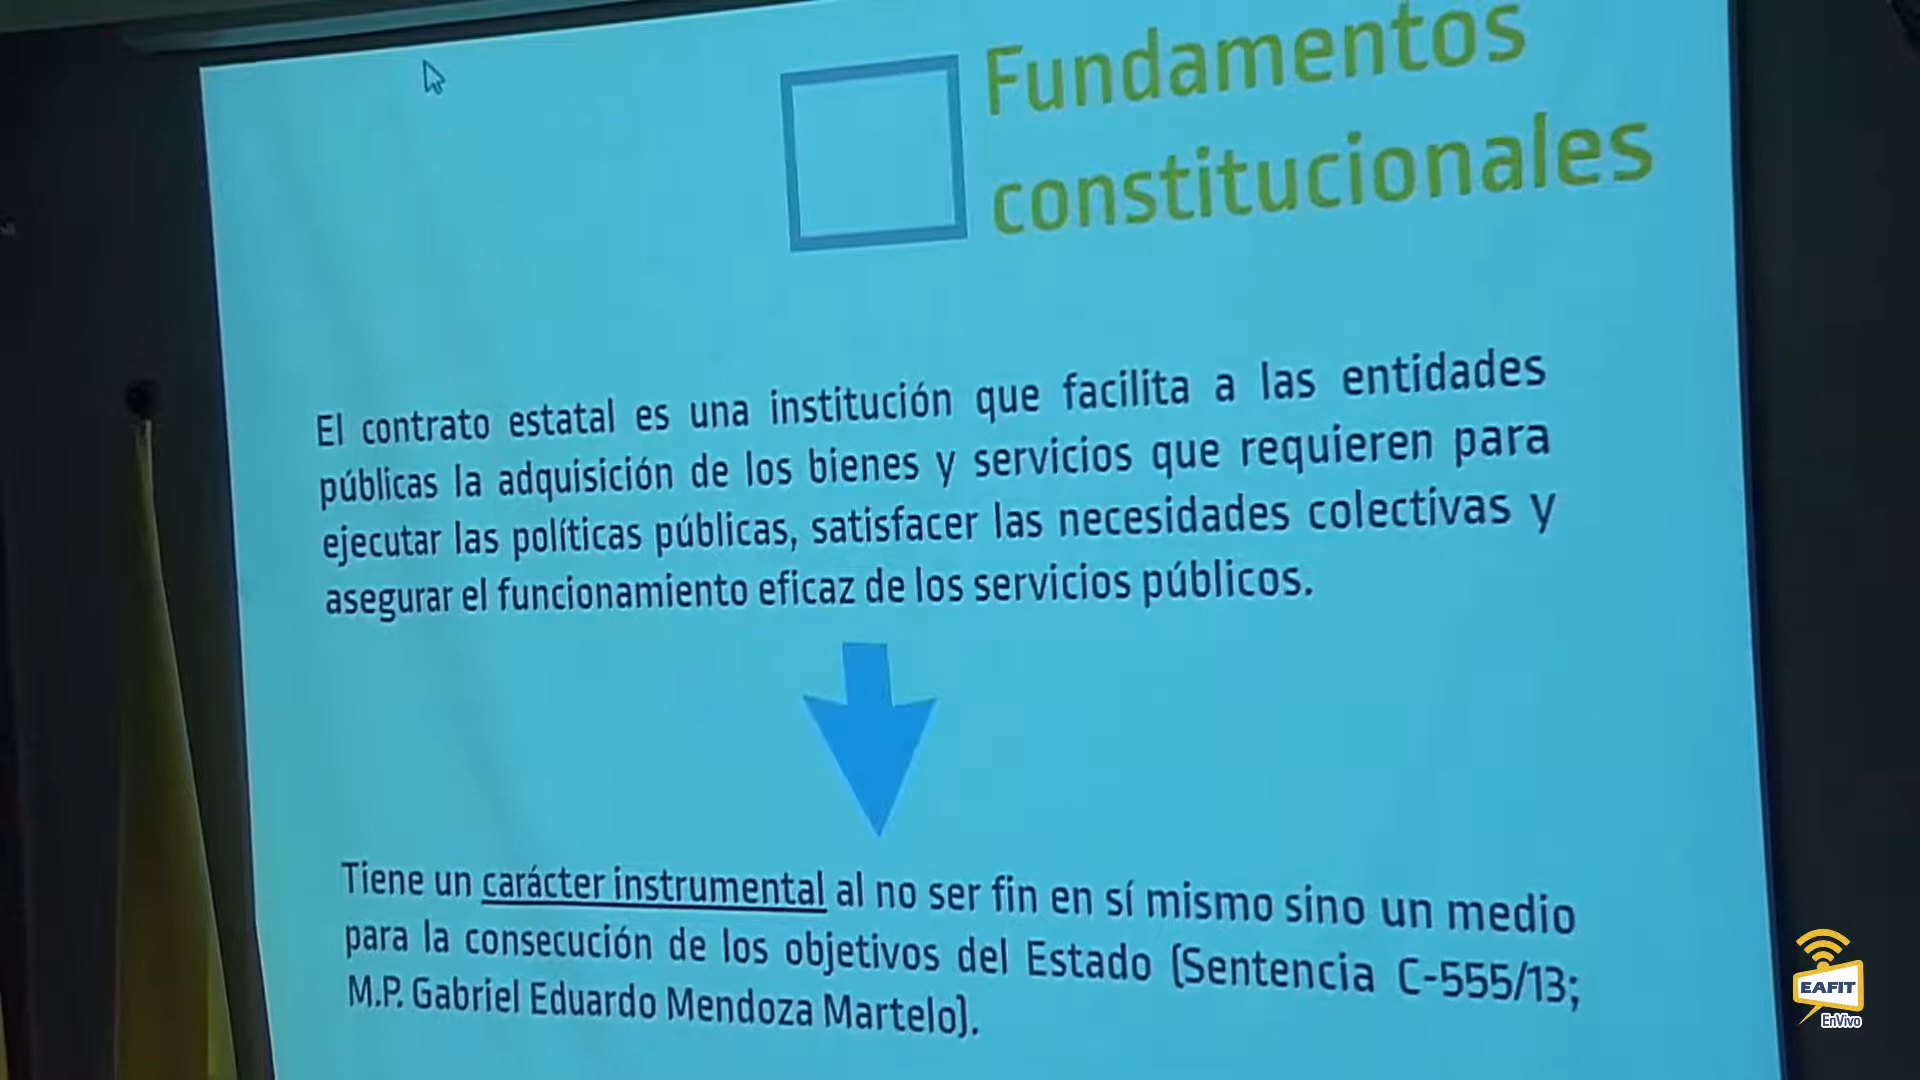 Fundamentos
constitucionales
El contrato estatal es una institución que facilita a las entidades
públicas la adquisición de los bienes y servicios que requieren para
ejecutar las políticas públicas, satisfacer las necesidades colectivas y
asegurar el funcionamiento eficaz de los servicios públicos.
Tiene un carácter instrumental al no ser fin en sí mismo sino un medio
para la consecución de los objetivos del Estado (Sentencia C-555/13;
M.P. Gabriel Eduardo Mendoza Martelo).
EAFIT
EnVivo